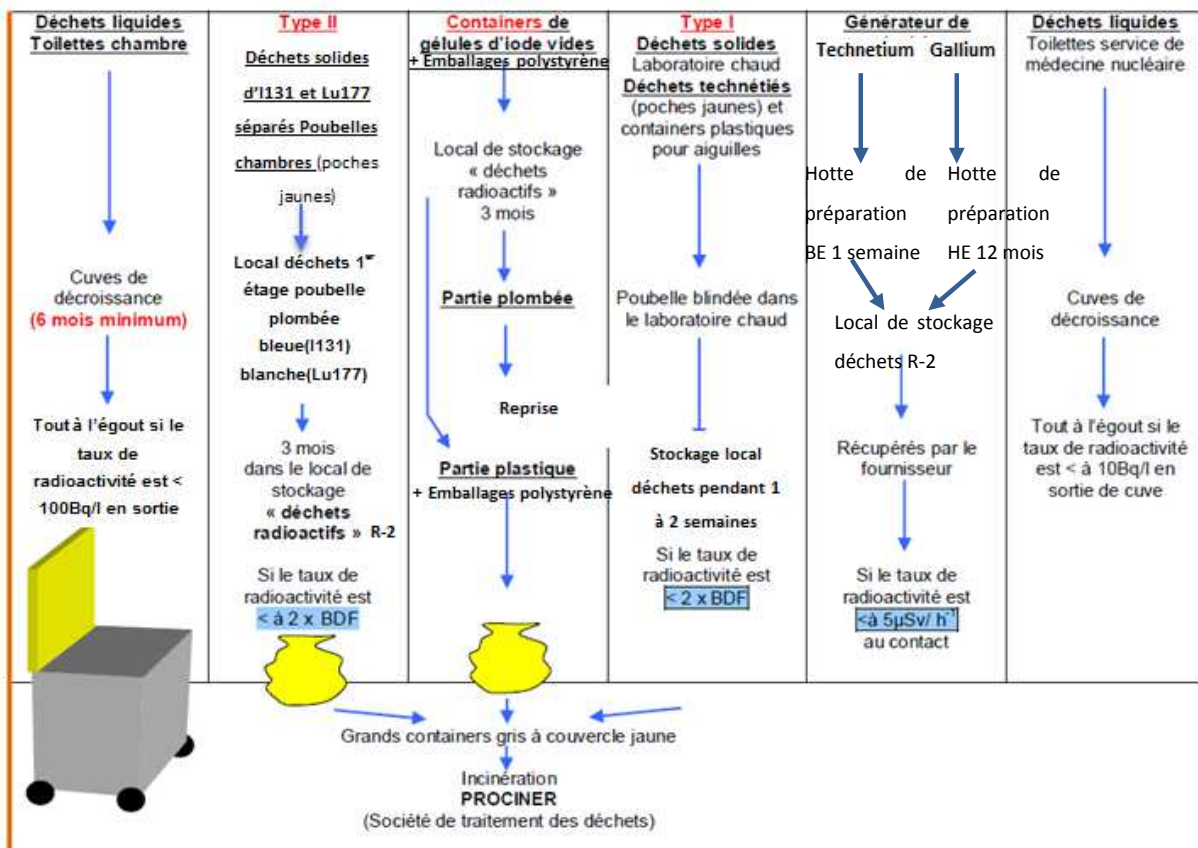 Déchets liquides
Toilettes chambre
Cuves de
décroissance
(6 mois minimum)
Tout à l'égout si le
taux de
radioactivité est <
100Bq/l en sortie
Type II
Déchets solides
d'I131 et Lu177
séparés Poubelles
chambres (poches
jaunes)
Local déchets 1er
étage poubelle
plombée
bleue(I131)
blanche(Lu177)
3 mois
dans le local de
stockage
« déchets
radioactifs » R-2
Si le taux de
radioactivité est
< à 2 x BDF
Containers de
gélules d'iode vides
+ Emballages polystyrène
Local de stockage
« déchets
radioactifs »
3 mois
Partie plombée
Reprise
Partie plastique
+ Emballages polystyrène
Type I
Déchets solides
Laboratoire chaud
Déchets technétiés
(poches jaunes) et
containers plastiques
pour aiguilles
Poubelle blindée dans
le laboratoire chaud
Stockage local
déchets pendant 1
à 2 semaines
Si le taux de
radioactivité est
< 2 x BDF
Générateur de
Technetium Gallium
Hotte de
préparation
BE 1 semaine
Hotte de
préparation
HE 12 mois
Local de stockage
déchets R-2
Récupérés par le
fournisseur
Si le taux de
radioactivité est
<à 5µSv/ h-1
au contact
Déchets liquides
Toilettes service de
médecine nucléaire
Cuves de
décroissance
Tout à l'égout si le
taux de radioactivité
est < à 10Bq/l en
sortie de cuve
Grands containers gris à couvercle jaune
Incinération
PROCINER
(Société de traitement des déchets)